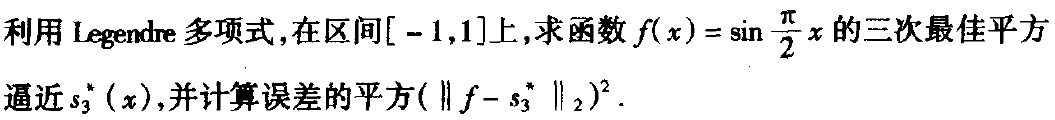 利用 Legendre 多项式,在区间[ - 1,1]上,求函数 f(x) = sin π/2 x 的三次最佳平方
逼近 s₃* (x),并计算误差的平方( ‖ f - s₃* ‖ ₂)² .